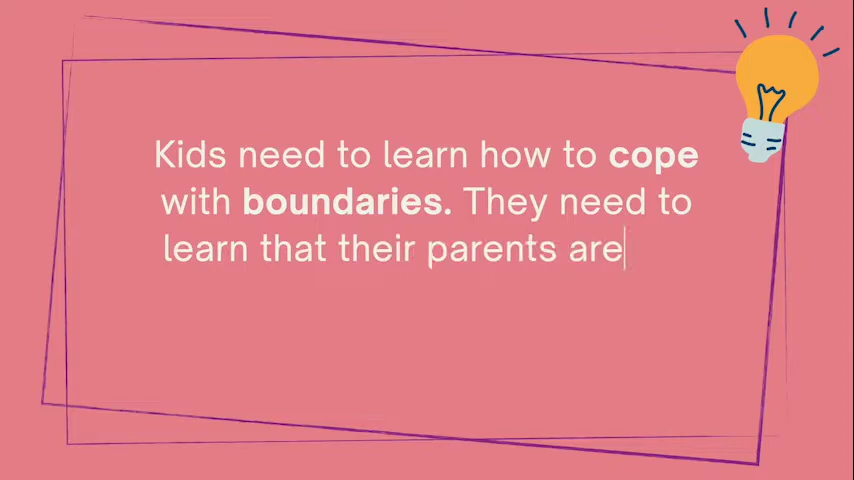 Kids need to learn how to cope
with boundaries. They need to
learn that their parents are